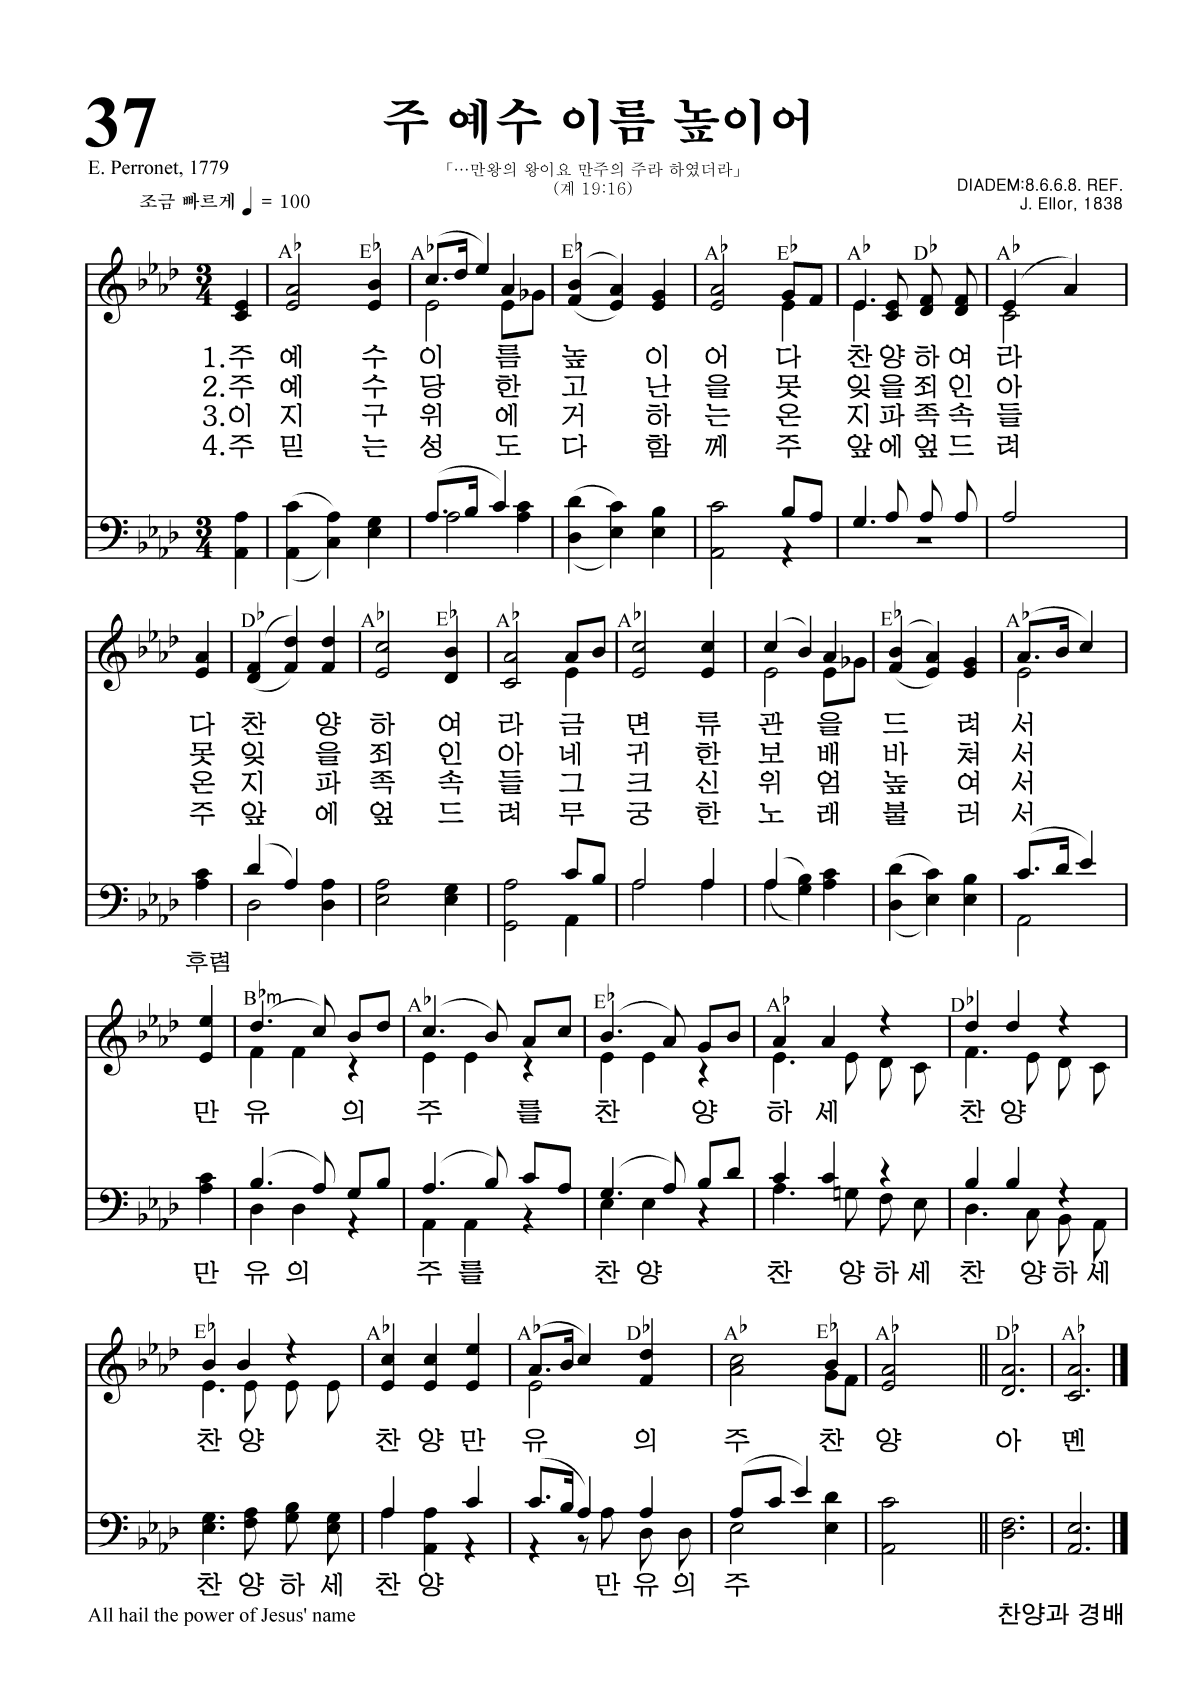 37
주 예수 이름 높이어
E. Perronet, 1779
「…만왕의 왕이요 만주의 주라 하였더라」
(계 19:16)
조금 빠르게 ♩ = 100
DIADEM:8.6.6.8. REF.
J. Ellor, 1838
A♭ E♭ A♭ E♭ A♭ E♭ A♭ D♭ A♭
3/4
1.주 예 수 이 름 높 이 어 다 찬 양 하 여 라
2.주 예 수 당 한 고 난 을 못 잊 을 죄 인 아
3.이 지 구 위 에 거 하 는 온 지 파 족 속 들
4.주 믿 는 성 도 다 함 께 주 앞 에 엎 드 려
3/4
D♭ A♭ E♭ A♭ A♭ E♭ A♭
다 찬 양 하 여 라 금 면 류 관 을 드 려 서
못 잊 을 죄 인 아 네 귀 한 보 배 바 쳐 서
온 지 파 족 속 들 그 크 신 위 엄 높 여 서
주 앞 에 엎 드 려 무 궁 한 노 래 불 러 서
후렴
B♭m A♭ E♭ A♭ D♭
만 유 의 주 를 찬 양 하 세 찬 양
만 유 의 주 를 찬 양 찬 양 하 세 찬 양 하 세
E♭ A♭ A♭ D♭ A♭ E♭ A♭ D♭ A♭
찬 양 찬 양 만 유 의 주 찬 양 아 멘
찬 양 하 세 찬 양 만 유 의 주
All hail the power of Jesus' name
찬양과 경배